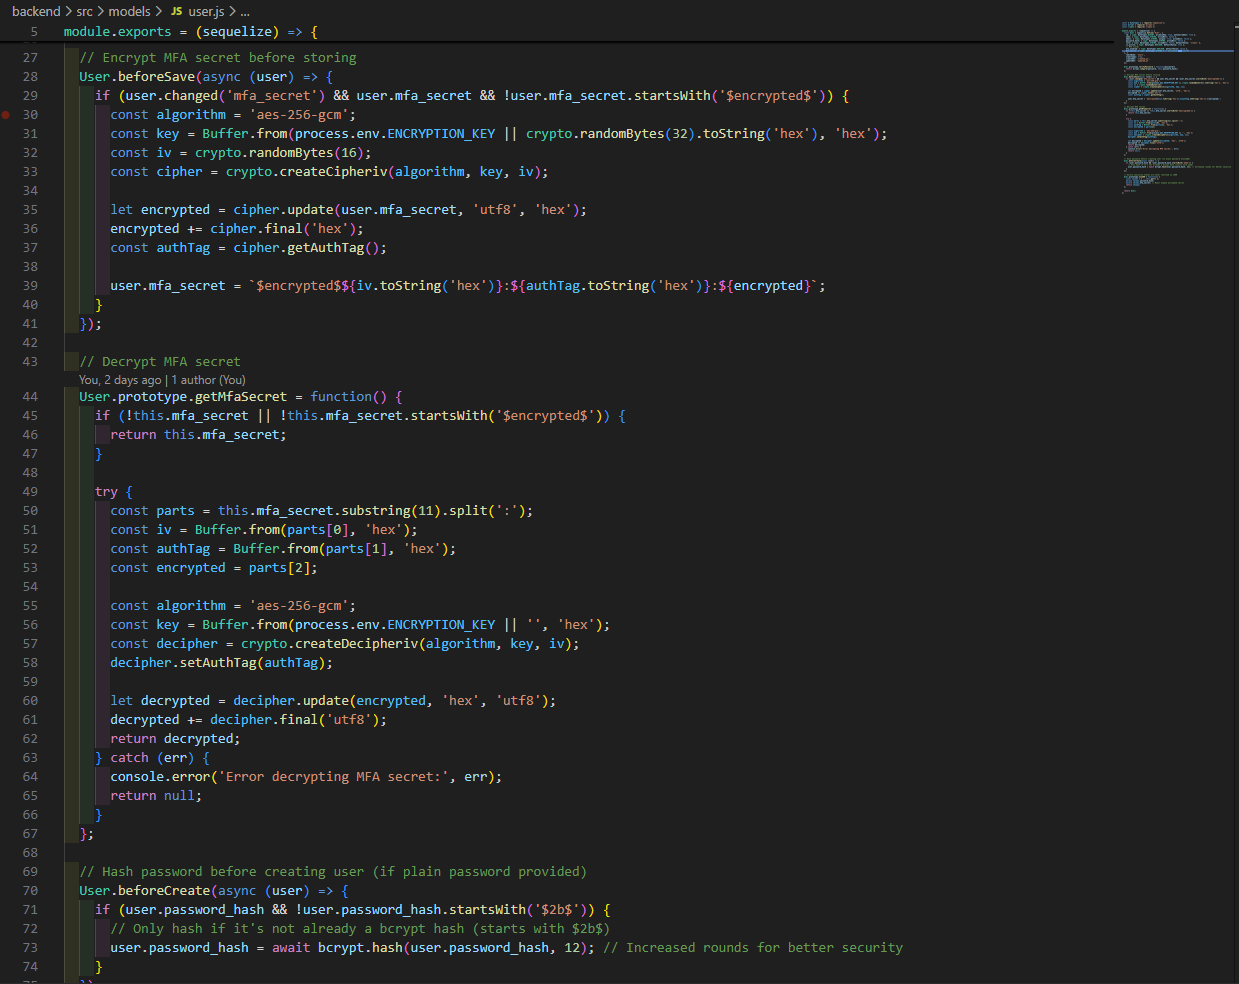 backend > src > models > JS user.js > ...
5 module.exports = (sequelize) => {
27 // Encrypt MFA secret before storing
28 User.beforeSave(async (user) => {
29 if (user.changed('mfa_secret') && user.mfa_secret && !user.mfa_secret.startsWith('$encrypted$')) {
30 const algorithm = 'aes-256-gcm';
31 const key = Buffer.from(process.env.ENCRYPTION_KEY || crypto.randomBytes(32).toString('hex'), 'hex');
32 const iv = crypto.randomBytes(16);
33 const cipher = crypto.createCipheriv(algorithm, key, iv);
34
35 let encrypted = cipher.update(user.mfa_secret, 'utf8', 'hex');
36 encrypted += cipher.final('hex');
37 const authTag = cipher.getAuthTag();
38
39 user.mfa_secret = `$encrypted$${iv.toString('hex')}:${authTag.toString('hex')}:${encrypted}`;
40 }
41 });
42
43 // Decrypt MFA secret
You, 2 days ago | 1 author (You)
44 User.prototype.getMfaSecret = function() {
45 if (!this.mfa_secret || !this.mfa_secret.startsWith('$encrypted$')) {
46 return this.mfa_secret;
47 }
48
49 try {
50 const parts = this.mfa_secret.substring(11).split(':');
51 const iv = Buffer.from(parts[0], 'hex');
52 const authTag = Buffer.from(parts[1], 'hex');
53 const encrypted = parts[2];
54
55 const algorithm = 'aes-256-gcm';
56 const key = Buffer.from(process.env.ENCRYPTION_KEY || '', 'hex');
57 const decipher = crypto.createDecipheriv(algorithm, key, iv);
58 decipher.setAuthTag(authTag);
59
60 let decrypted = decipher.update(encrypted, 'hex', 'utf8');
61 decrypted += decipher.final('utf8');
62 return decrypted;
63 } catch (err) {
64 console.error('Error decrypting MFA secret:', err);
65 return null;
66 }
67 };
68
69 // Hash password before creating user (if plain password provided)
70 User.beforeCreate(async (user) => {
71 if (user.password_hash && !user.password_hash.startsWith('$2b$')) {
72 // Only hash if it's not already a bcrypt hash (starts with $2b$)
73 user.password_hash = await bcrypt.hash(user.password_hash, 12); // Increased rounds for better security
74 }